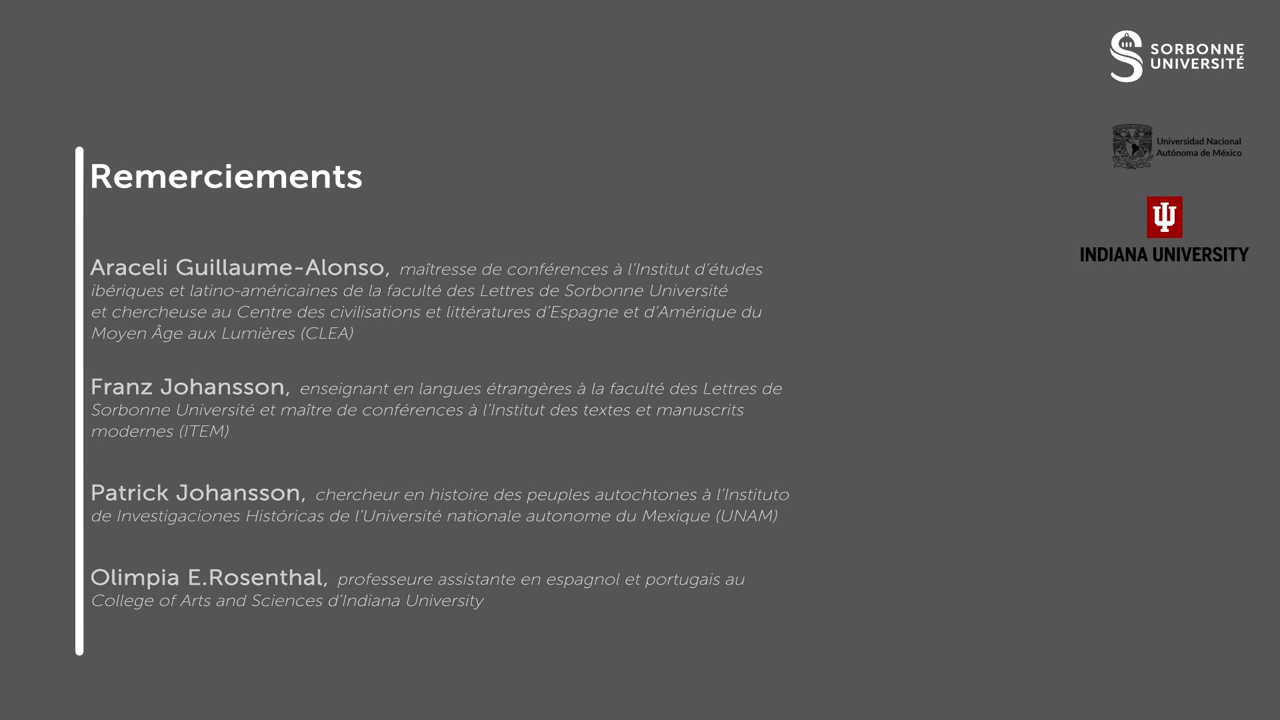 SORBONNE
UNIVERSITÉ
Universidad Nacional
Autónoma de México
INDIANA UNIVERSITY
Remerciements
Araceli Guillaume-Alonso, maîtresse de conférences à l'Institut d'études
ibériques et latino-américaines de la faculté des Lettres de Sorbonne Université
et chercheuse au Centre des civilisations et littératures d'Espagne et d'Amérique du
Moyen Âge aux Lumières (CLEA)
Franz Johansson, enseignant en langues étrangères à la faculté des Lettres de
Sorbonne Université et maître de conférences à l'Institut des textes et manuscrits
modernes (ITEM)
Patrick Johansson, chercheur en histoire des peuples autochtones à l'Instituto
de Investigaciones Históricas de l'Université nationale autonome du Mexique (UNAM)
Olimpia E.Rosenthal, professeure assistante en espagnol et portugais au
College of Arts and Sciences d'Indiana University